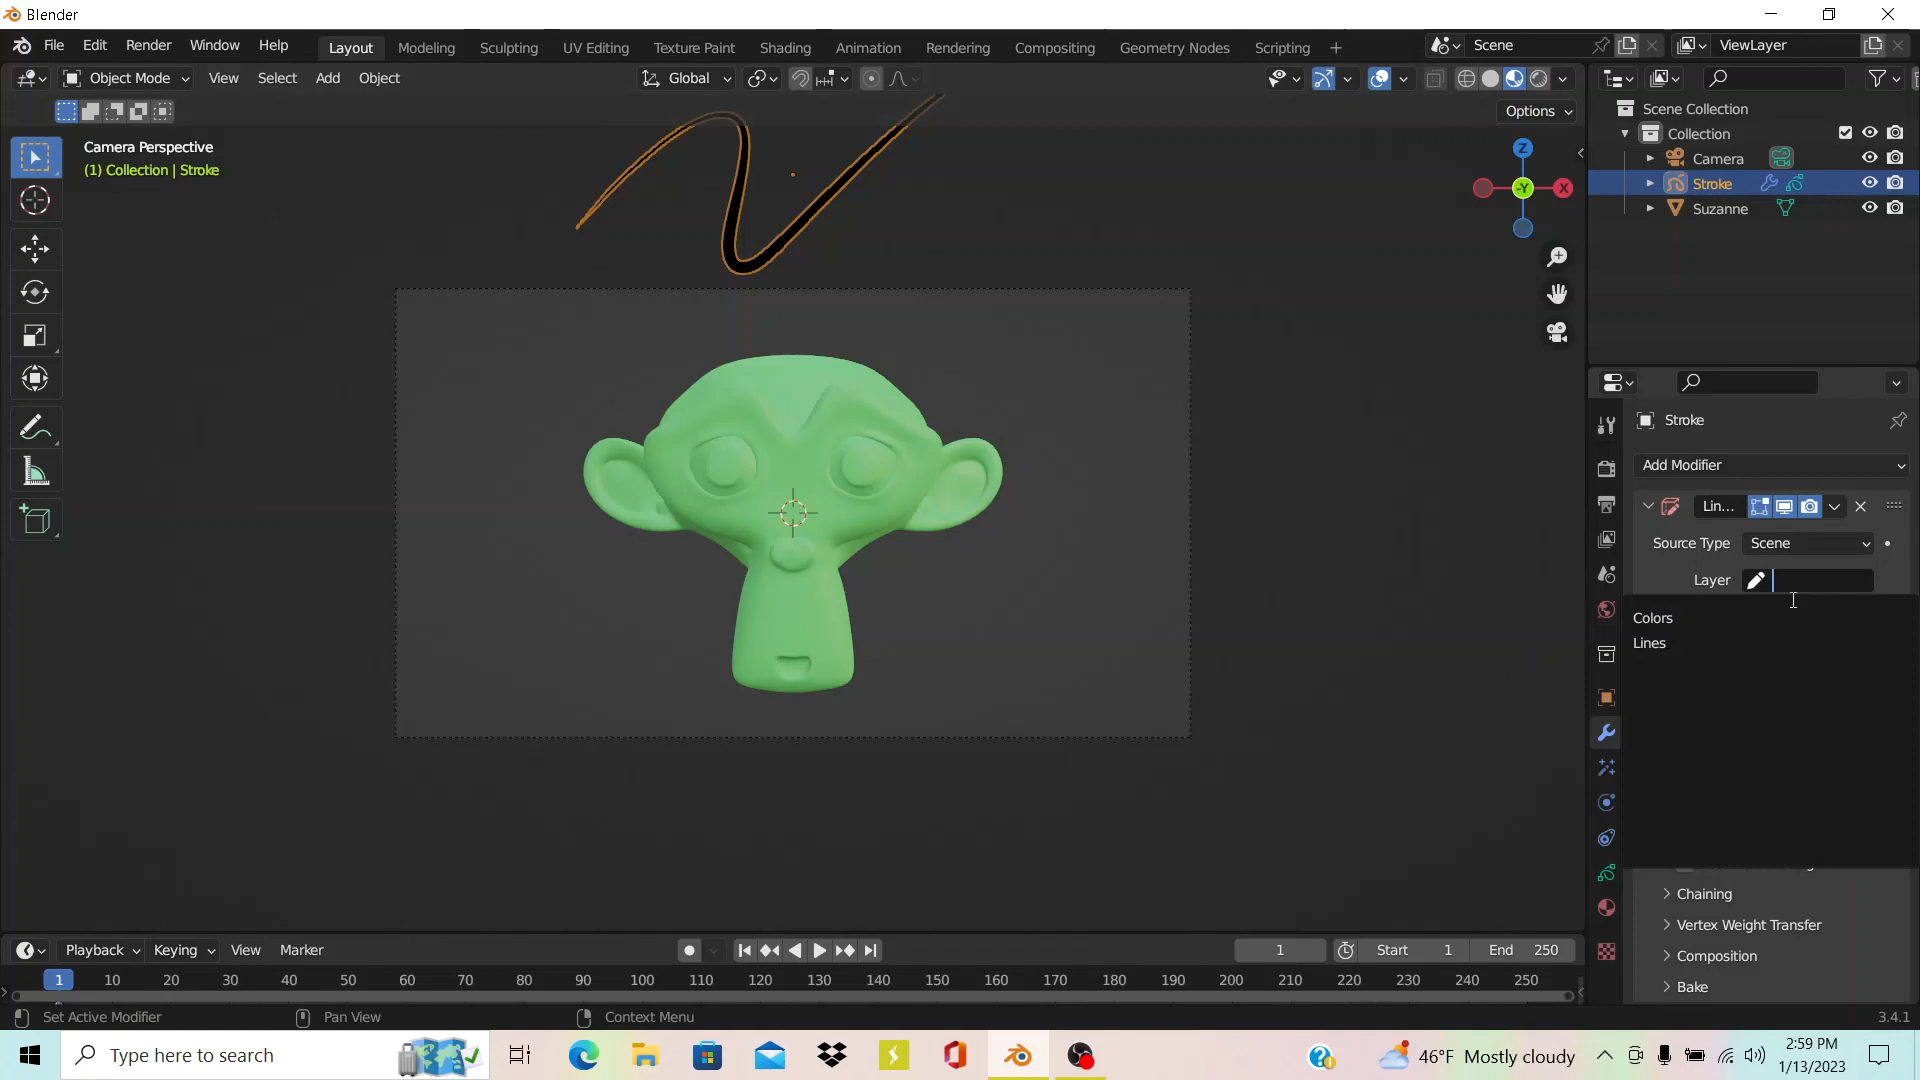 Blender
File Edit Render Window Help Layout Modeling Sculpting UV Editing Texture Paint Shading Animation Rendering Compositing Geometry Nodes Scripting + Scene ViewLayer
Object Mode View Select Add Object Global
Options
Camera Perspective
(1) Collection | Stroke
Z
X
-Y
Scene Collection
Collection
Camera
Stroke
Suzanne
Stroke
Add Modifier
Lin...
Source Type Scene
Layer
Colors
Lines
Chaining
Vertex Weight Transfer
Composition
Bake
Playback Keying View Marker 1 Start 1 End 250
1 10 20 30 40 50 60 70 80 90 100 110 120 130 140 150 160 170 180 190 200 210 220 230 240 250
Set Active Modifier Pan View Context Menu 3.4.1
Type here to search 46°F Mostly cloudy 2:59 PM
1/13/2023